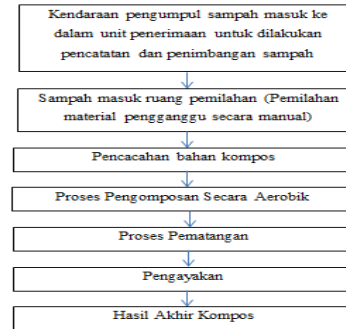 Kendaraan pengumpul sampah masuk ke
dalam unit penerimaan untuk dilakukan
pencatatan dan penimbangan sampah
Sampah masuk ruang pemilahan (Pemilahan
material pengganggu secara manual)
Pencacahan bahan kompos
Proses Pengomposan Secara Aerobik
Proses Pematangan
Pengayakan
Hasil Akhir Kompos